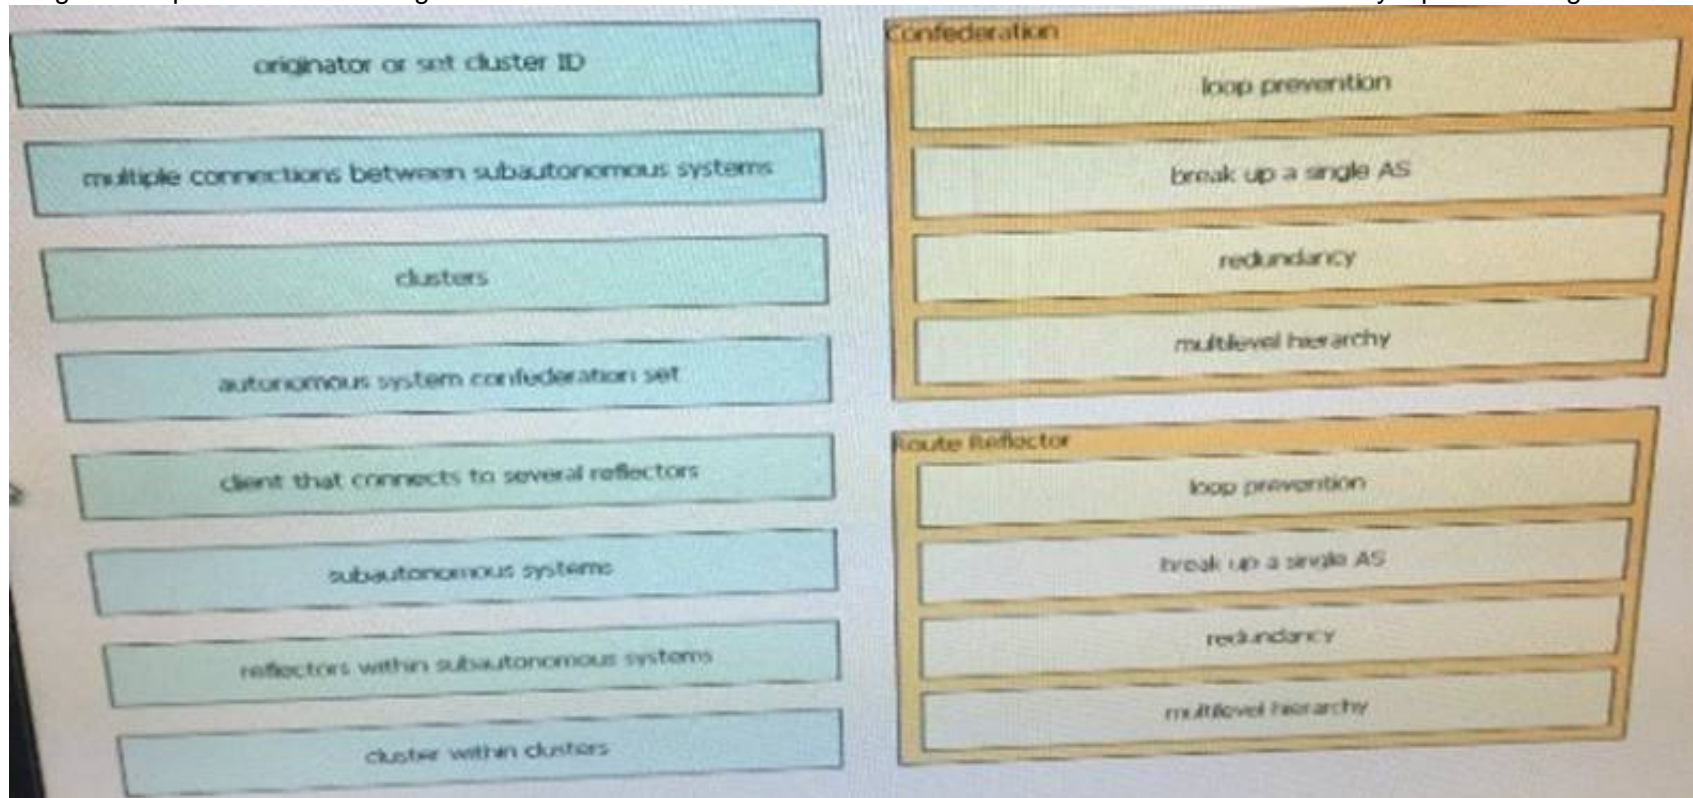 originator or set cluster ID
multiple connections between subautonomous systems
clusters
autonomous system confederation set
client that connects to several reflectors
subautonomous systems
reflectors within subautonomous systems
cluster within clusters
Confederation
loop prevention
break up a single AS
redundancy
multilevel hierarchy
Route Reflector
loop prevention
break up a single AS
redundancy
multilevel hierarchy